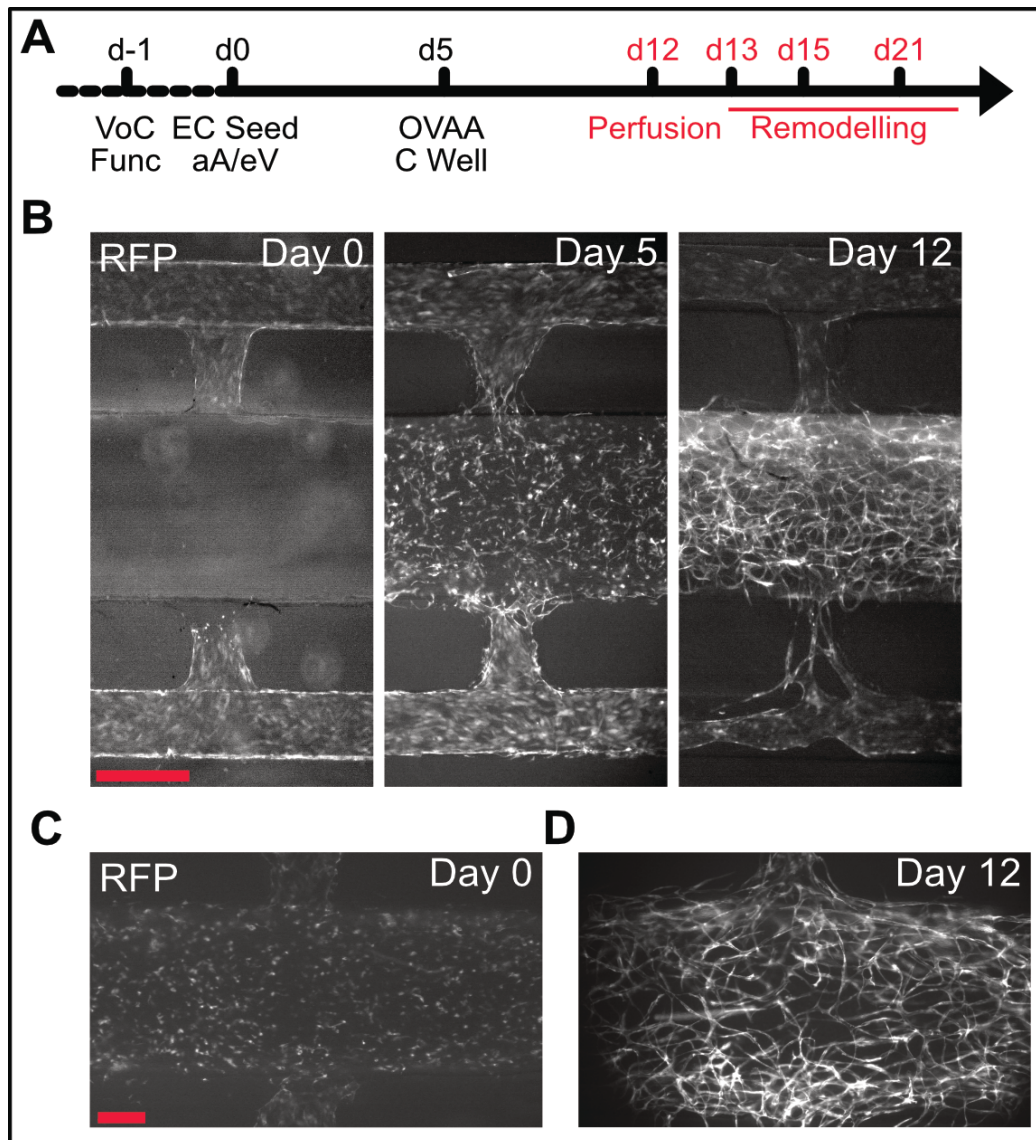 A
d-1 d0 d5 d12 d13 d15 d21
VoC EC Seed OVAA Perfusion Remodelling
Func aA/eV C Well
B
RFP Day 0 Day 5 Day 12
C D
RFP Day 0 Day 12